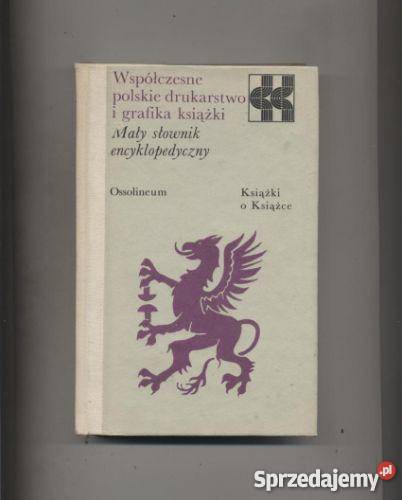 Współczesne
polskie drukarstwo
i grafika książki
Mały słownik
encyklopedyczny
Ossolineum
Książki
o Książce
Sprzedajemy.pl